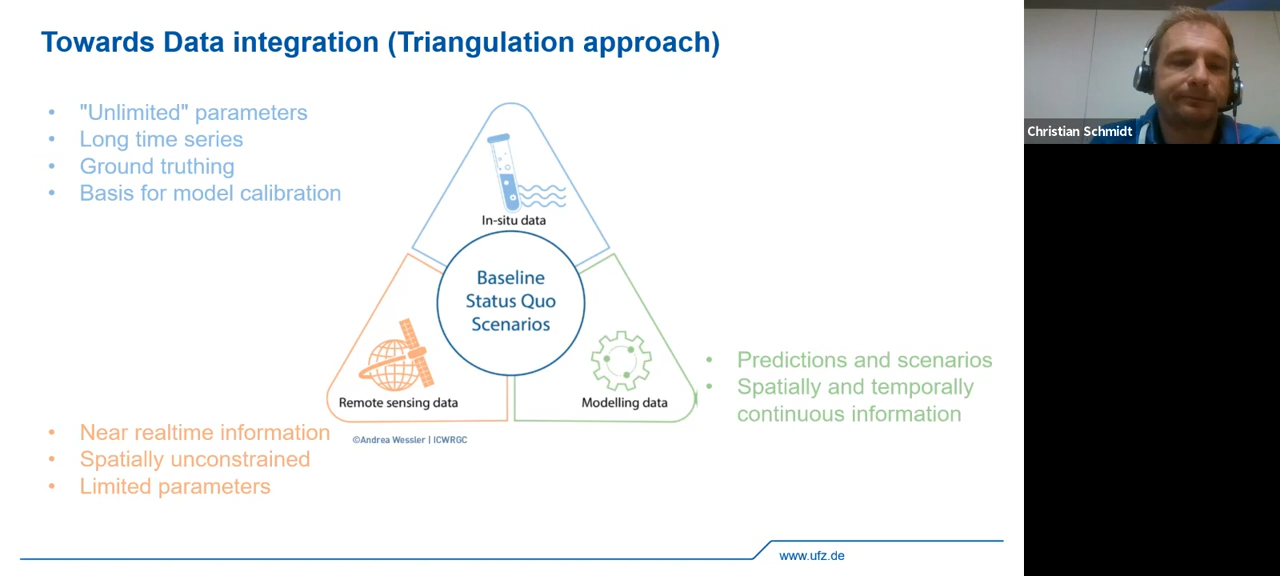 Towards Data integration (Triangulation approach)
• "Unlimited" parameters
• Long time series
• Ground truthing
• Basis for model calibration
In-situ data
Baseline
Status Quo
Scenarios
Remote sensing data
Modelling data
• Predictions and scenarios
• Spatially and temporally
continuous information
• Near realtime information
• Spatially unconstrained
• Limited parameters
©Andrea Wessler | ICWRGC
www.ufz.de
Christian Schmidt